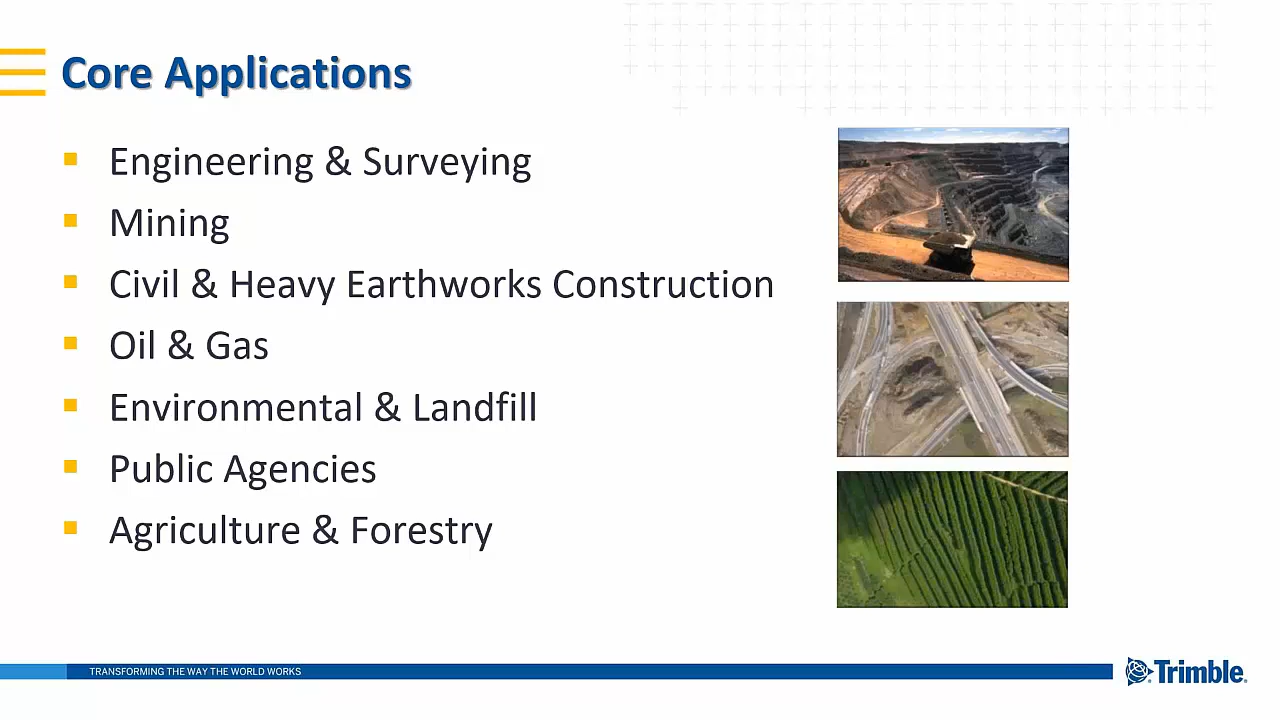 Core Applications
Engineering & Surveying
Mining
Civil & Heavy Earthworks Construction
Oil & Gas
Environmental & Landfill
Public Agencies
Agriculture & Forestry
TRANSFORMING THE WAY THE WORLD WORKS
Trimble